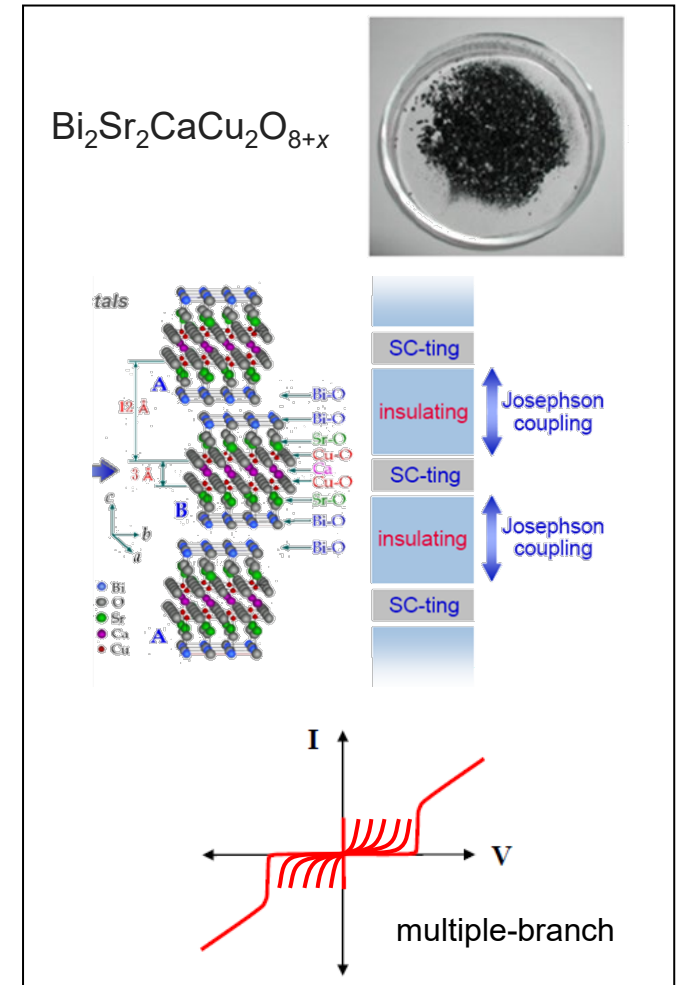 Bi₂Sr₂CaCu₂O₈₊ₓ
tals
A
12 Å
3 Å
B
A
c
b
a
Bi
O
Sr
Ca
Cu
Bi-O
Bi-O
Sr-O
Cu-O
Ca
Cu-O
Sr-O
Bi-O
Bi-O
SC-ting
insulating
Josephson
coupling
SC-ting
insulating
Josephson
coupling
SC-ting
I
V
multiple-branch